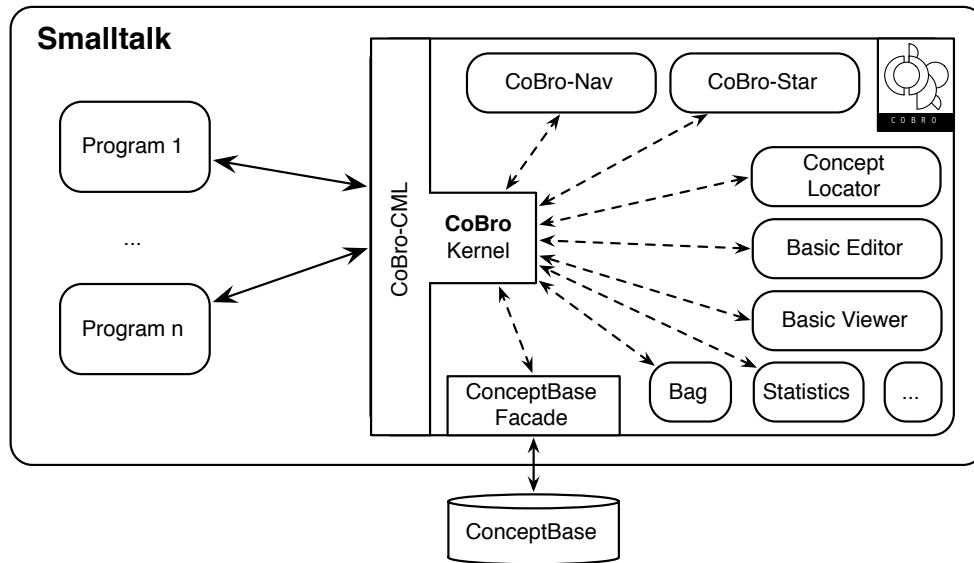 Smalltalk
CoBro-Nav
CoBro-Star
COBRO
Program 1
...
Program n
CoBro-CML
CoBro
Kernel
Concept
Locator
Basic Editor
Basic Viewer
Bag
Statistics
...
ConceptBase
Facade
ConceptBase